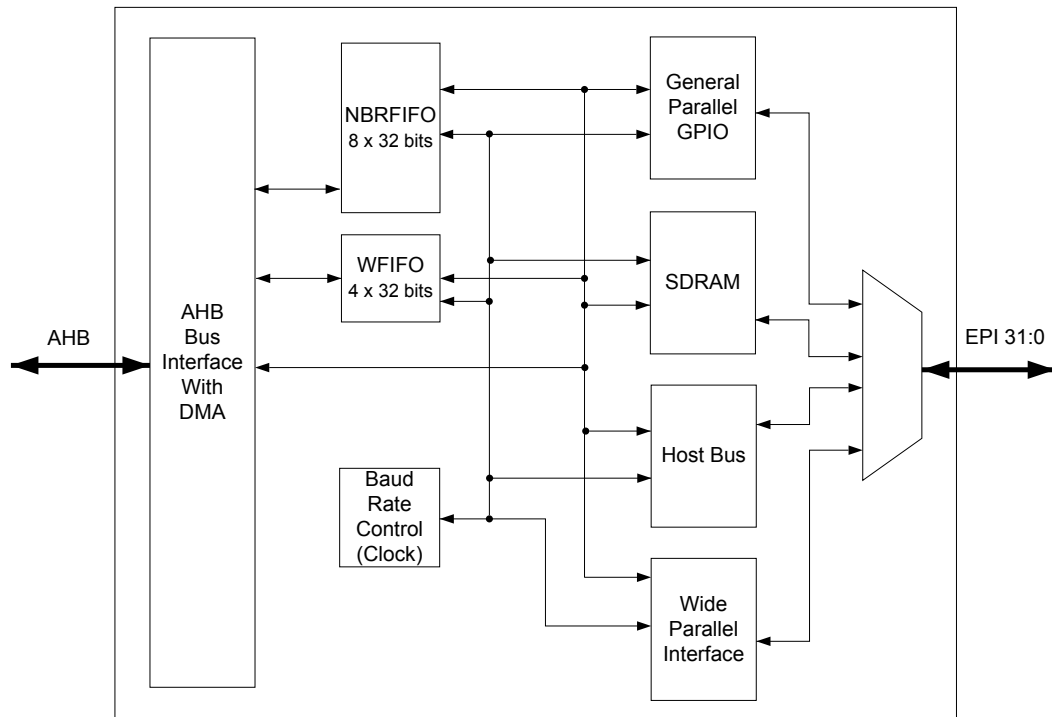 NBRFIFO
8 x 32 bits
General
Parallel
GPIO
WFIFO
4 x 32 bits
SDRAM
AHB
AHB
Bus
Interface
With
DMA
EPI 31:0
Host Bus
Baud
Rate
Control
(Clock)
Wide
Parallel
Interface